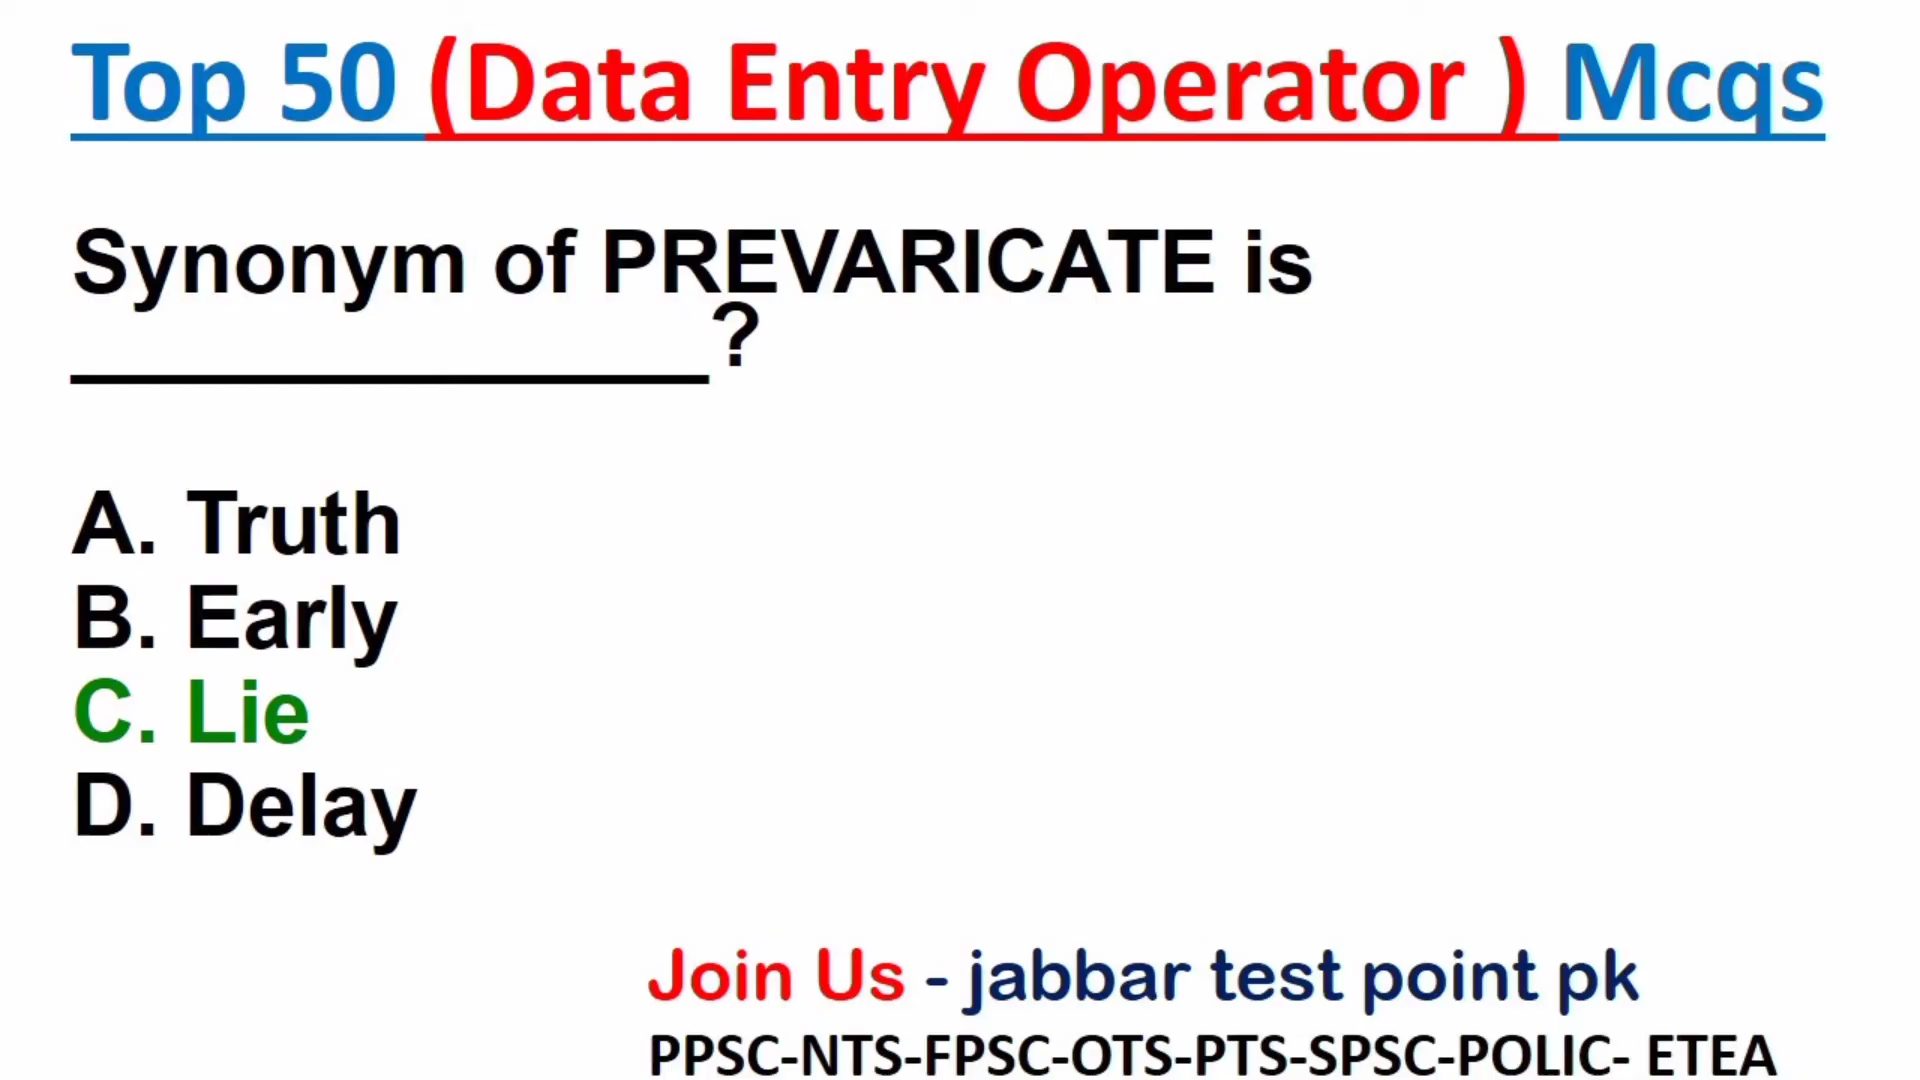 Top 50 (Data Entry Operator ) Mcqs
Synonym of PREVARICATE is
______________?
A. Truth
B. Early
C. Lie
D. Delay
Join Us - jabbar test point pk
PPSC-NTS-FPSC-OTS-PTS-SPSC-POLIC- ETEA